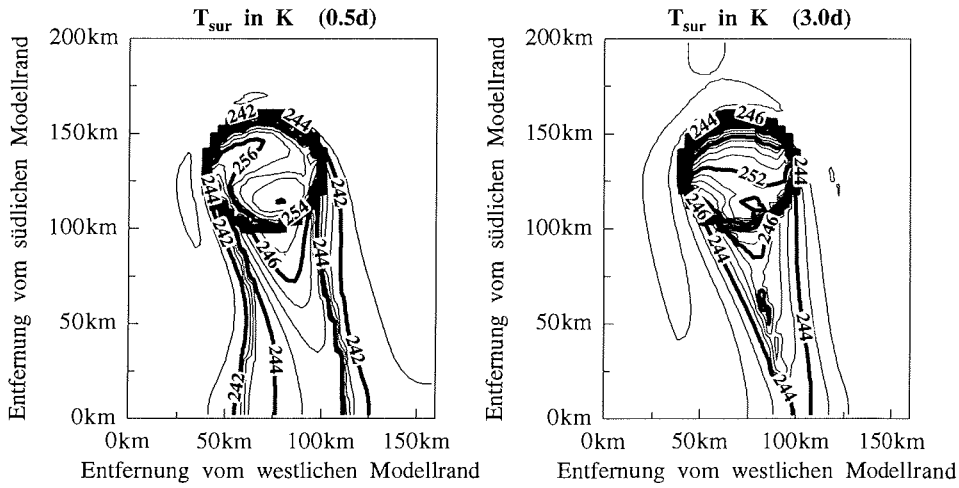 T_sur in K (0.5d)
200km
150km
100km
50km
0km
0km 50km 100km 150km
Entfernung vom südlichen Modellrand
Entfernung vom westlichen Modellrand
242
244
256
254
244
242
246
242
244
242
244
242
T_sur in K (3.0d)
200km
150km
100km
50km
0km
0km 50km 100km 150km
Entfernung vom südlichen Modellrand
Entfernung vom westlichen Modellrand
244
246
252
244
246
246
244
244
244